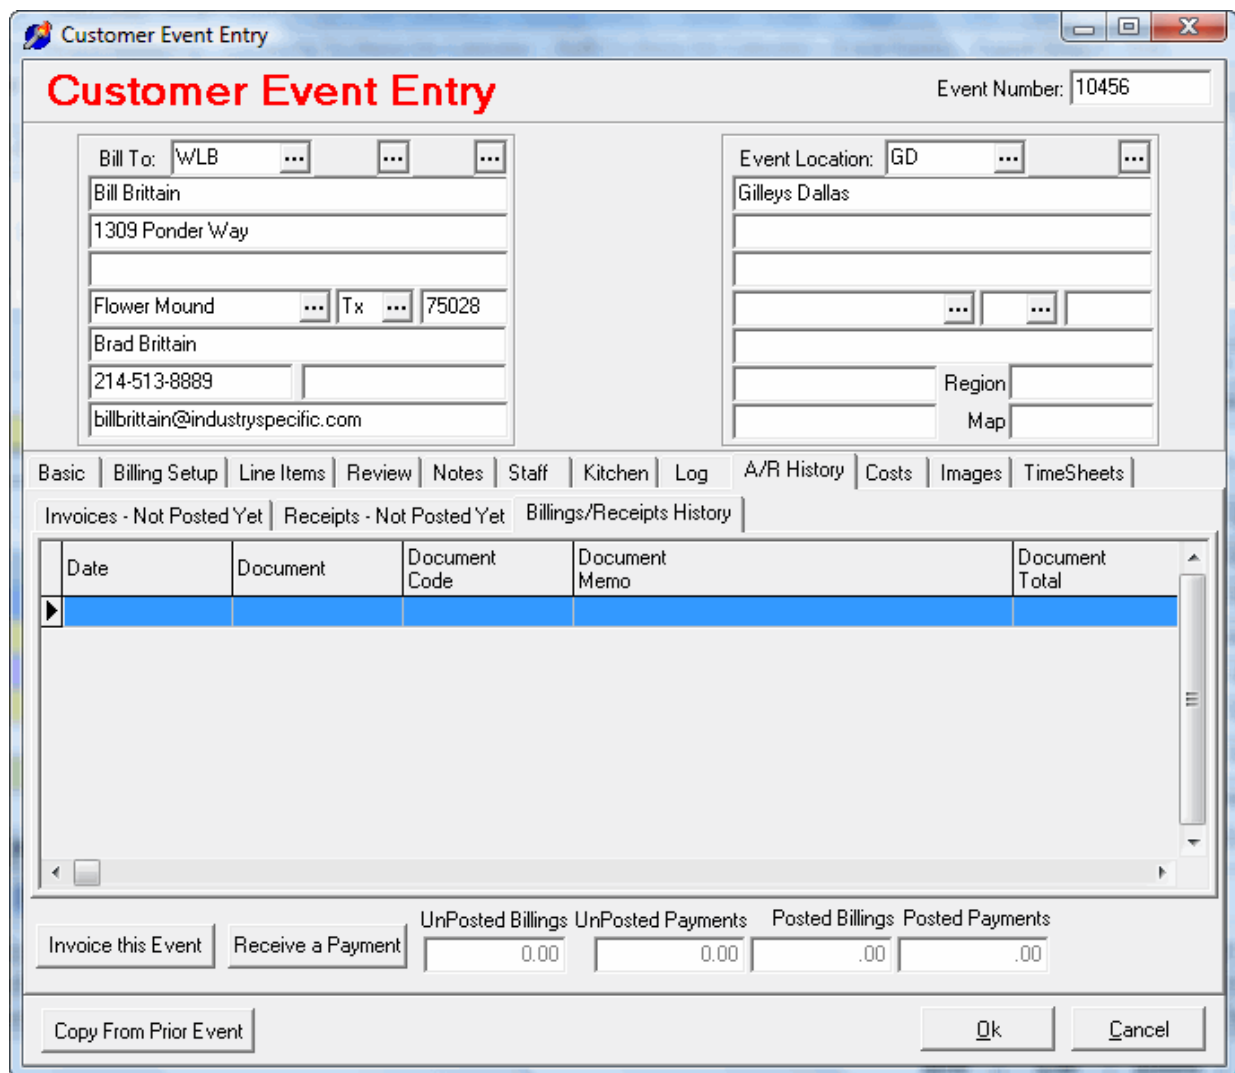 Customer Event Entry
Customer Event Entry
Event Number: 10456
Bill To: WLB ... ... ...
Event Location: GD ... ...
Bill Brittain
Gilleys Dallas
1309 Ponder Way
Flower Mound ... Tx ... 75028
... ...
Brad Brittain
214-513-8889
Region
billbrittain@industryspecific.com
Map
Basic Billing Setup Line Items Review Notes Staff Kitchen Log A/R History Costs Images TimeSheets
Invoices - Not Posted Yet Receipts - Not Posted Yet Billings/Receipts History
Date Document Document Code Document Memo Document Total
UnPosted Billings UnPosted Payments Posted Billings Posted Payments
Invoice this Event Receive a Payment 0.00 0.00 .00 .00
Copy From Prior Event Ok Cancel